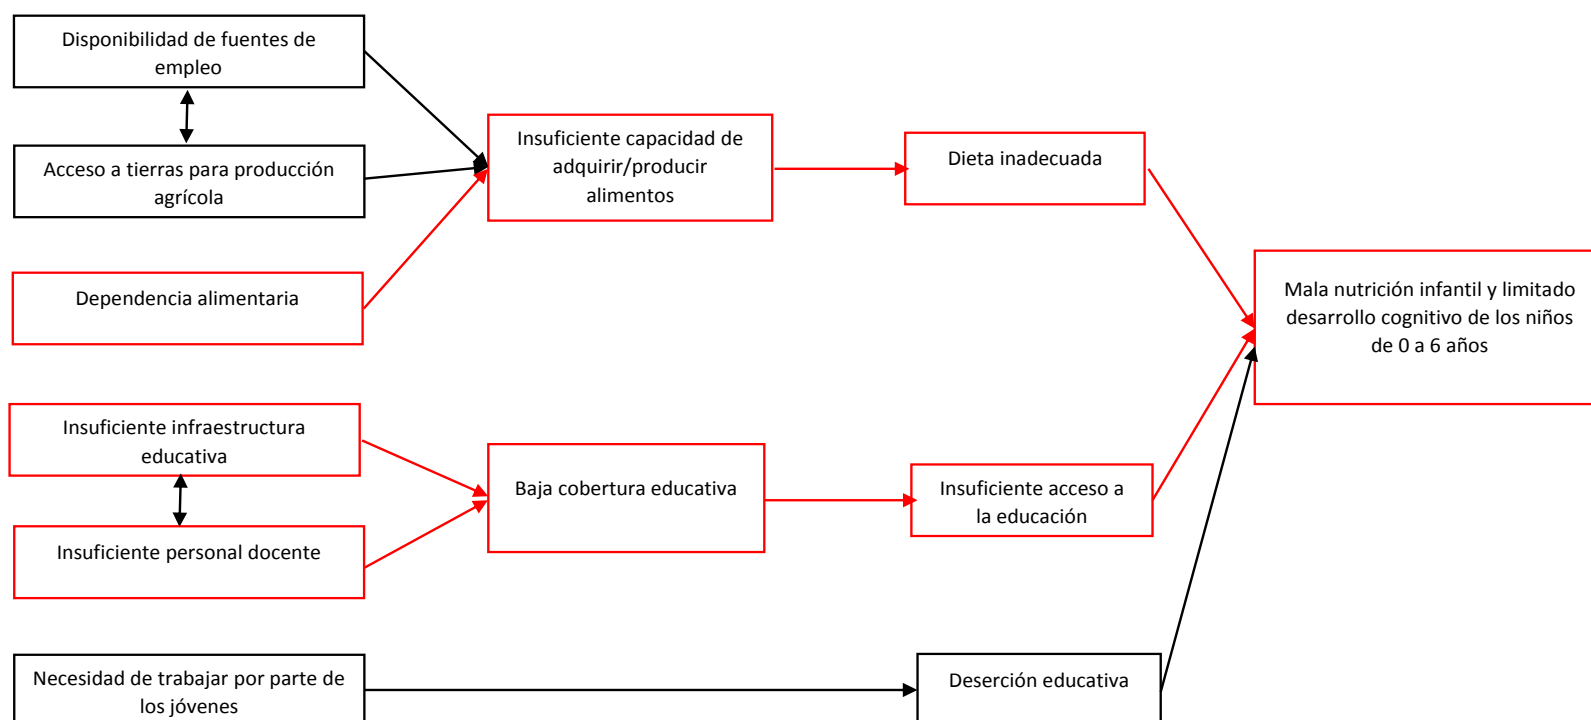 Disponibilidad de fuentes de
empleo
Acceso a tierras para producción
agrícola
Dependencia alimentaria
Insuficiente capacidad de
adquirir/producir
alimentos
Dieta inadecuada
Mala nutrición infantil y limitado
desarrollo cognitivo de los niños
de 0 a 6 años
Insuficiente infraestructura
educativa
Insuficiente personal docente
Baja cobertura educativa
Insuficiente acceso a
la educación
Necesidad de trabajar por parte de
los jóvenes
Deserción educativa